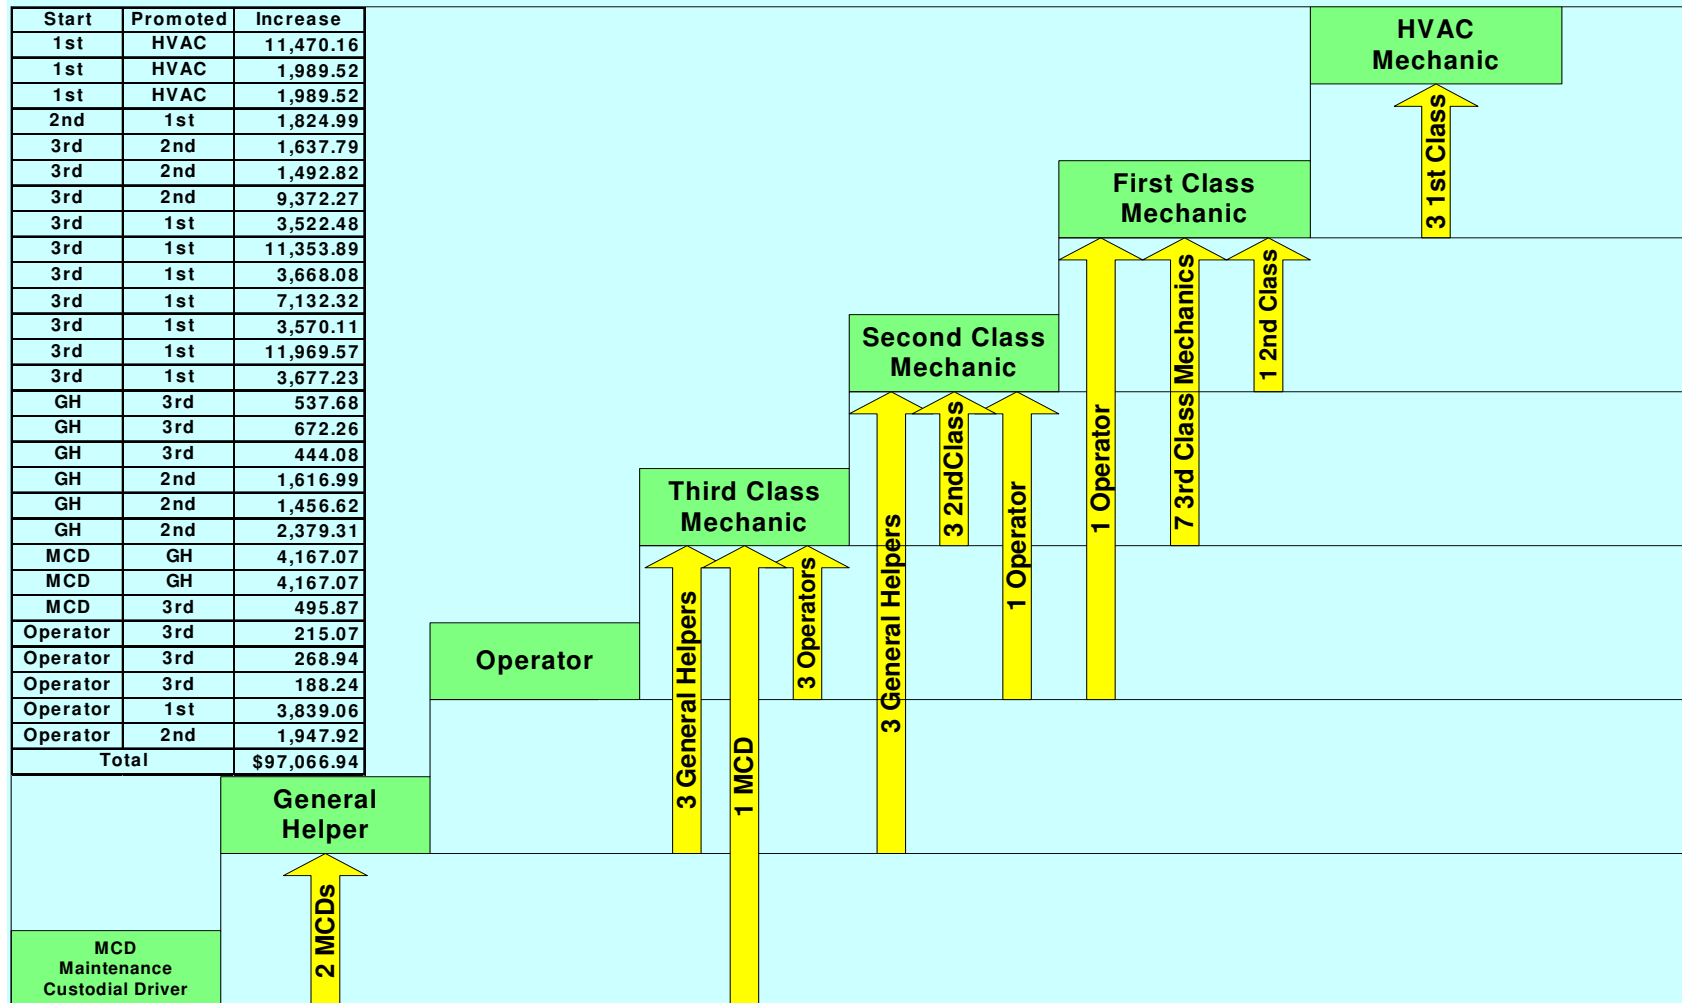 Start Promoted Increase
1st HVAC 11,470.16
1st HVAC 1,989.52
1st HVAC 1,989.52
2nd 1st 1,824.99
3rd 2nd 1,637.79
3rd 2nd 1,492.82
3rd 2nd 9,372.27
3rd 1st 3,522.48
3rd 1st 11,353.89
3rd 1st 3,668.08
3rd 1st 7,132.32
3rd 1st 3,570.11
3rd 1st 11,969.57
3rd 1st 3,677.23
GH 3rd 537.68
GH 3rd 672.26
GH 3rd 444.08
GH 2nd 1,616.99
GH 2nd 1,456.62
GH 2nd 2,379.31
MCD GH 4,167.07
MCD GH 4,167.07
MCD 3rd 495.87
Operator 3rd 215.07
Operator 3rd 268.94
Operator 3rd 188.24
Operator 1st 3,839.06
Operator 2nd 1,947.92
Total $97,066.94
HVAC
Mechanic
3 1st Class
First Class
Mechanic
1 Operator
7 3rd Class Mechanics
1 2nd Class
Second Class
Mechanic
3 General Helpers
3 2ndClass
1 Operator
Third Class
Mechanic
3 General Helpers
1 MCD
3 Operators
Operator
General
Helper
2 MCDs
MCD
Maintenance
Custodial Driver